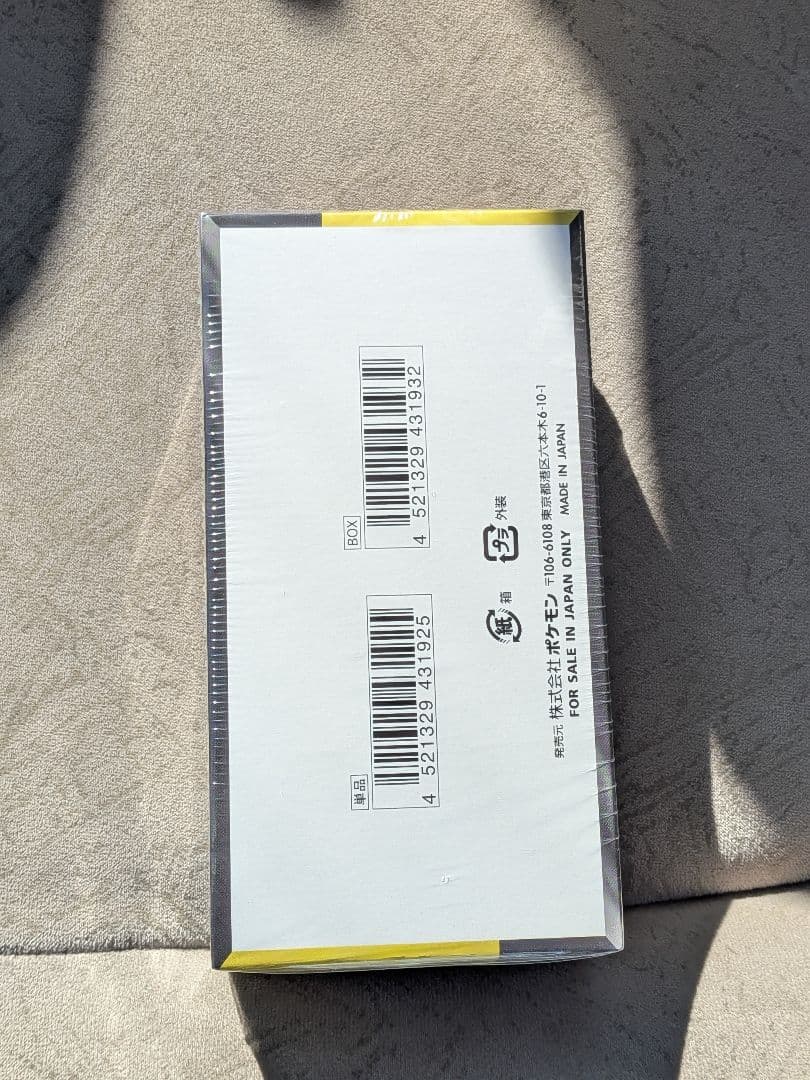 単品
4 521329 431925
BOX
4 521329 431932
紙 箱
プラ 外装
発売元 株式会社 ポケモン 〒106-6108 東京都港区六本木6-10-1
FOR SALE IN JAPAN ONLY MADE IN JAPAN